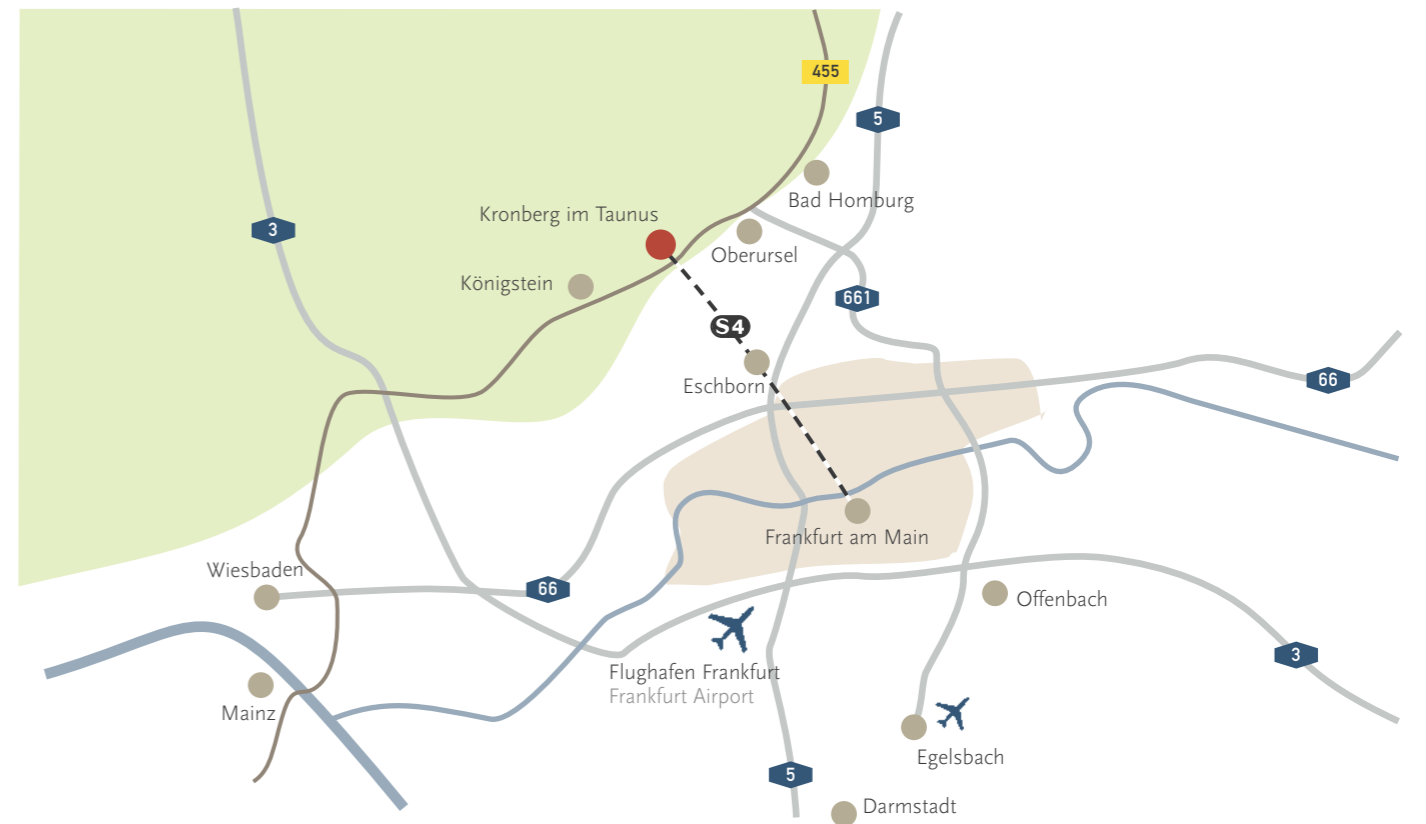 455
5
Bad Homburg
Kronberg im Taunus
3
Oberursel
Königstein
661
S4
Eschborn
66
Frankfurt am Main
Wiesbaden
66
Offenbach
Flughafen Frankfurt
Frankfurt Airport
3
Mainz
Egelsbach
5
Darmstadt